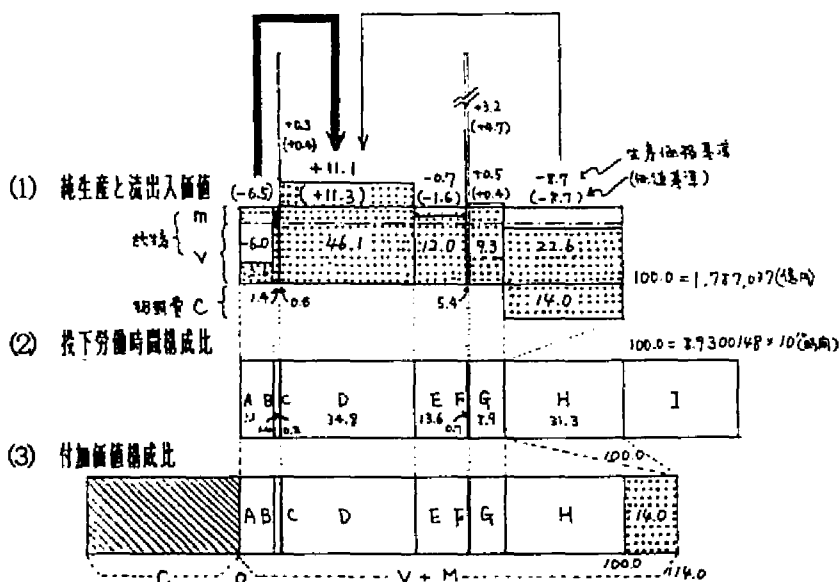 +0.3
(+0.4)
+3.2
(+4.7)
+11.1
-0.7
+0.5
-8.7
生産価格基準
(1) 純生産と流出入価値
(-6.5)
(+11.3)
(-1.6)
(+0.4)
(-8.7)
(価値基準)
m
V
-6.0
46.1
12.0
9.3
22.6
C
1.4
0.6
5.4
14.0
100.0=1,787,037(億円)
(2) 投下労働時間構成比
A B C D E F G H I
34.8
13.6
0.7
8.9
31.3
(3) 付加価値構成比
100.0
A B C D E F G H 14.0
C
0
V + M
100.0
114.0